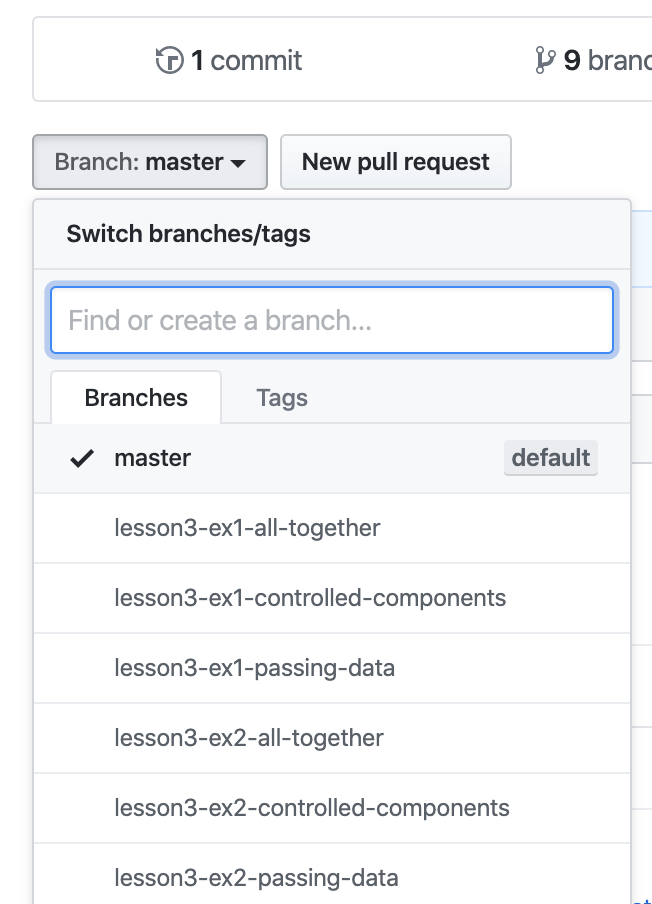 1 commit
9 branc
Branch: master
New pull request
Switch branches/tags
Find or create a branch...
Branches
Tags
master
default
lesson3-ex1-all-together
lesson3-ex1-controlled-components
lesson3-ex1-passing-data
lesson3-ex2-all-together
lesson3-ex2-controlled-components
lesson3-ex2-passing-data